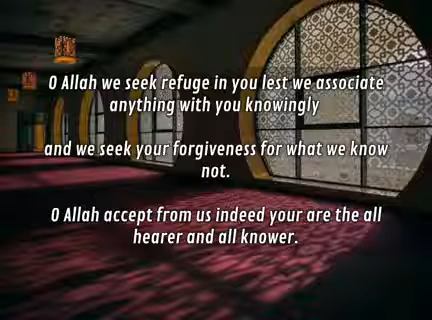 O Allah we seek refuge in you lest we associate
anything with you knowingly
and we seek your forgiveness for what we know
not.
O Allah accept from us indeed your are the all
hearer and all knower.